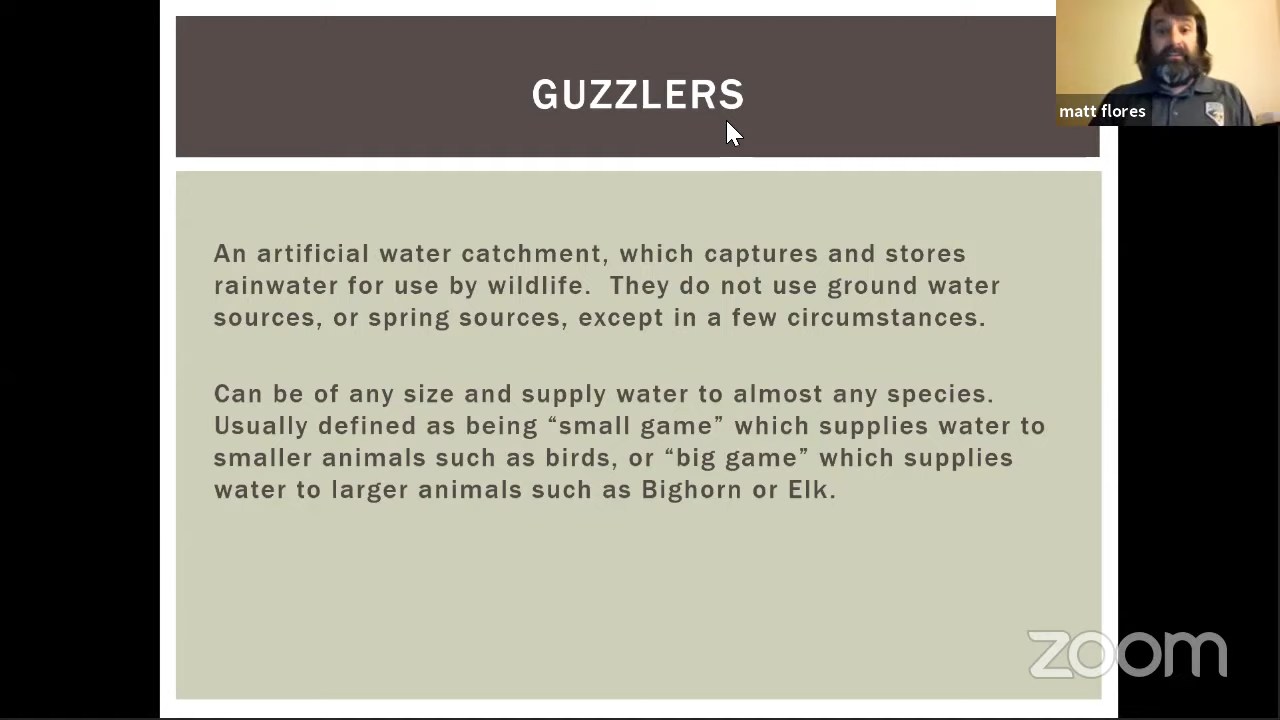 GUZZLERS
matt flores
An artificial water catchment, which captures and stores
rainwater for use by wildlife.  They do not use ground water
sources, or spring sources, except in a few circumstances.
Can be of any size and supply water to almost any species.
Usually defined as being “small game” which supplies water to
smaller animals such as birds, or “big game” which supplies
water to larger animals such as Bighorn or Elk.
zoom